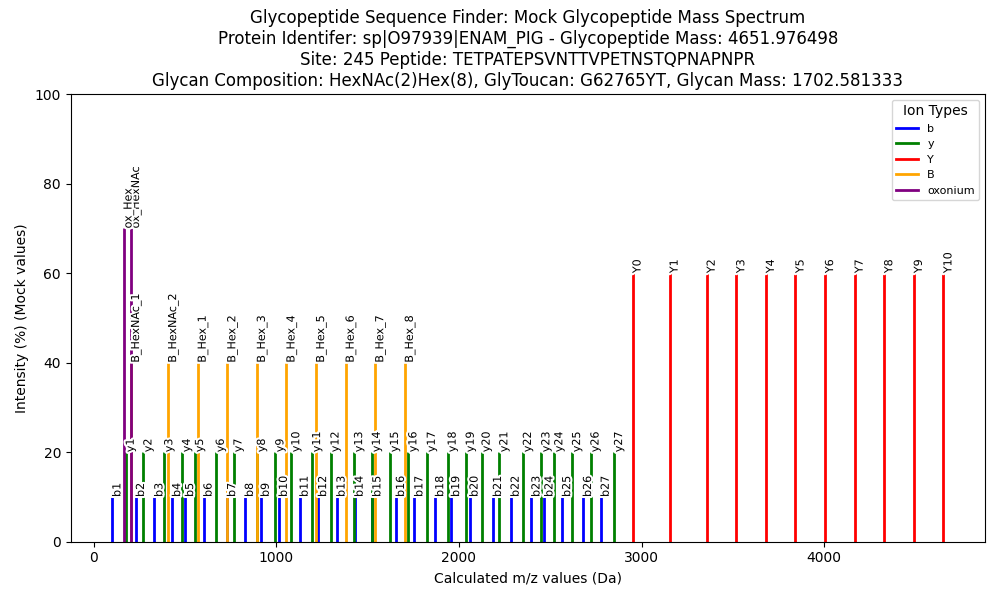 Glycopeptide Sequence Finder: Mock Glycopeptide Mass Spectrum
Protein Identifer: sp|O97939|ENAM_PIG - Glycopeptide Mass: 4651.976498
Site: 245 Peptide: TETPATEPSVNTTVPETNSTQPNAPNPR
Glycan Composition: HexNAc(2)Hex(8), GlyToucan: G62765YT, Glycan Mass: 1702.581333
Intensity (%) (Mock values)
100
80
60
40
20
0
Ion Types
b
y
Y
B
oxonium
ox_Hex
ox_HexNAc
B_HexNAc_1
B_HexNAc_2
B_Hex_1
B_Hex_2
B_Hex_3
B_Hex_4
B_Hex_5
B_Hex_6
B_Hex_7
B_Hex_8
Y0
Y1
Y2
Y3
Y4
Y5
Y6
Y7
Y8
Y9
Y10
y1
y2
y3
y4
y5
y6
y7
y8
y9
y10
y11
y12
y13
y14
y15
y16
y17
y18
y19
y20
y21
y22
y23
y24
y25
y26
y27
b1
b2
b3
b4
b5
b6
b7
b8
b9
b10
b11
b12
b13
b14
b15
b16
b17
b18
b19
b20
b21
b22
b23
b24
b25
b26
b27
0
1000
2000
3000
4000
Calculated m/z values (Da)